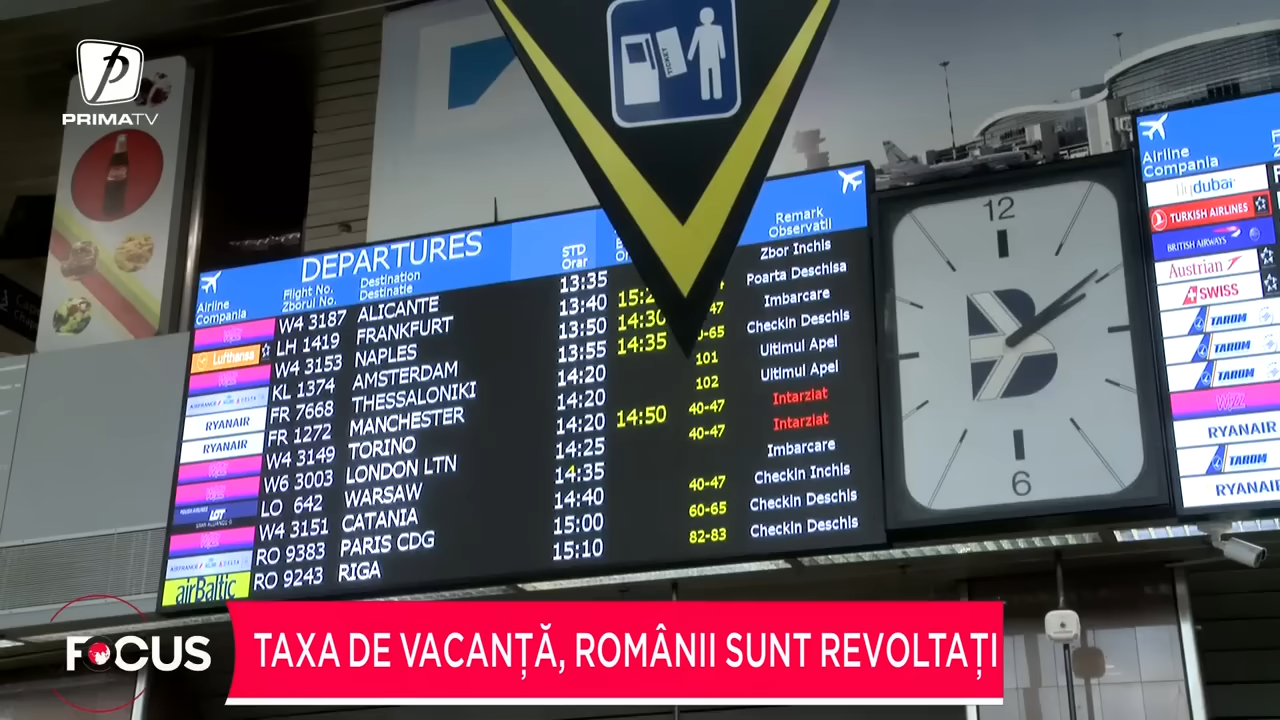 PRIMATV
TICKET
DEPARTURES
Airline
Compania
Flight No.
Zborul No.
Destination
Destinatie
STD
Orar
Remark
Observatii
W4 3187 ALICANTE 13:35 Zbor Inchis
Lufthansa LH 1419 FRANKFURT 13:40 Poarta Deschisa
W4 3153 NAPLES 13:50 14:30 47 Imbarcare
KL 1374 AMSTERDAM 13:55 14:35 Checkin Deschis
RYANAIR FR 7668 THESSALONIKI 14:20 101 Ultimul Apel
RYANAIR FR 1272 MANCHESTER 14:20 102 Ultimul Apel
W4 3149 TORINO 14:20 14:50 40-47 Intarziat
W6 3003 LONDON LTN 14:25 40-47 Intarziat
LOT LO 642 WARSAW 14:35 Imbarcare
W4 3151 CATANIA 14:40 40-47 Checkin Inchis
RO 9383 PARIS CDG 15:00 60-65 Checkin Deschis
airBaltic RO 9243 RIGA 15:10 82-83 Checkin Deschis
12
6
Airline
Compania
flydubai
TURKISH AIRLINES
BRITISH AIRWAYS
Austrian
SWISS
TAROM
TAROM
TAROM
WIZZ
RYANAIR
TAROM
RYANAIR
FOCUS
TAXA DE VACANȚĂ, ROMÂNII SUNT REVOLTAȚI